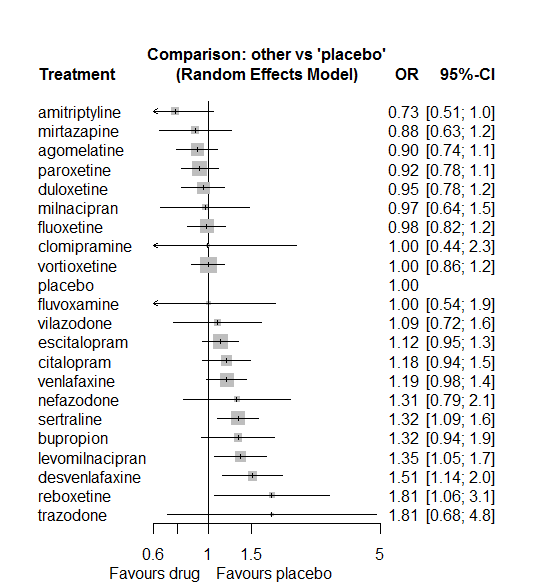 Comparison: other vs 'placebo'
Treatment (Random Effects Model) OR 95%-CI
amitriptyline 0.73 [0.51; 1.0]
mirtazapine 0.88 [0.63; 1.2]
agomelatine 0.90 [0.74; 1.1]
paroxetine 0.92 [0.78; 1.1]
duloxetine 0.95 [0.78; 1.2]
milnacipran 0.97 [0.64; 1.5]
fluoxetine 0.98 [0.82; 1.2]
clomipramine 1.00 [0.44; 2.3]
vortioxetine 1.00 [0.86; 1.2]
placebo 1.00
fluvoxamine 1.00 [0.54; 1.9]
vilazodone 1.09 [0.72; 1.6]
escitalopram 1.12 [0.95; 1.3]
citalopram 1.18 [0.94; 1.5]
venlafaxine 1.19 [0.98; 1.4]
nefazodone 1.31 [0.79; 2.1]
sertraline 1.32 [1.09; 1.6]
bupropion 1.32 [0.94; 1.9]
levomilnacipran 1.35 [1.05; 1.7]
desvenlafaxine 1.51 [1.14; 2.0]
reboxetine 1.81 [1.06; 3.1]
trazodone 1.81 [0.68; 4.8]
0.6 1 1.5 5
Favours drug Favours placebo